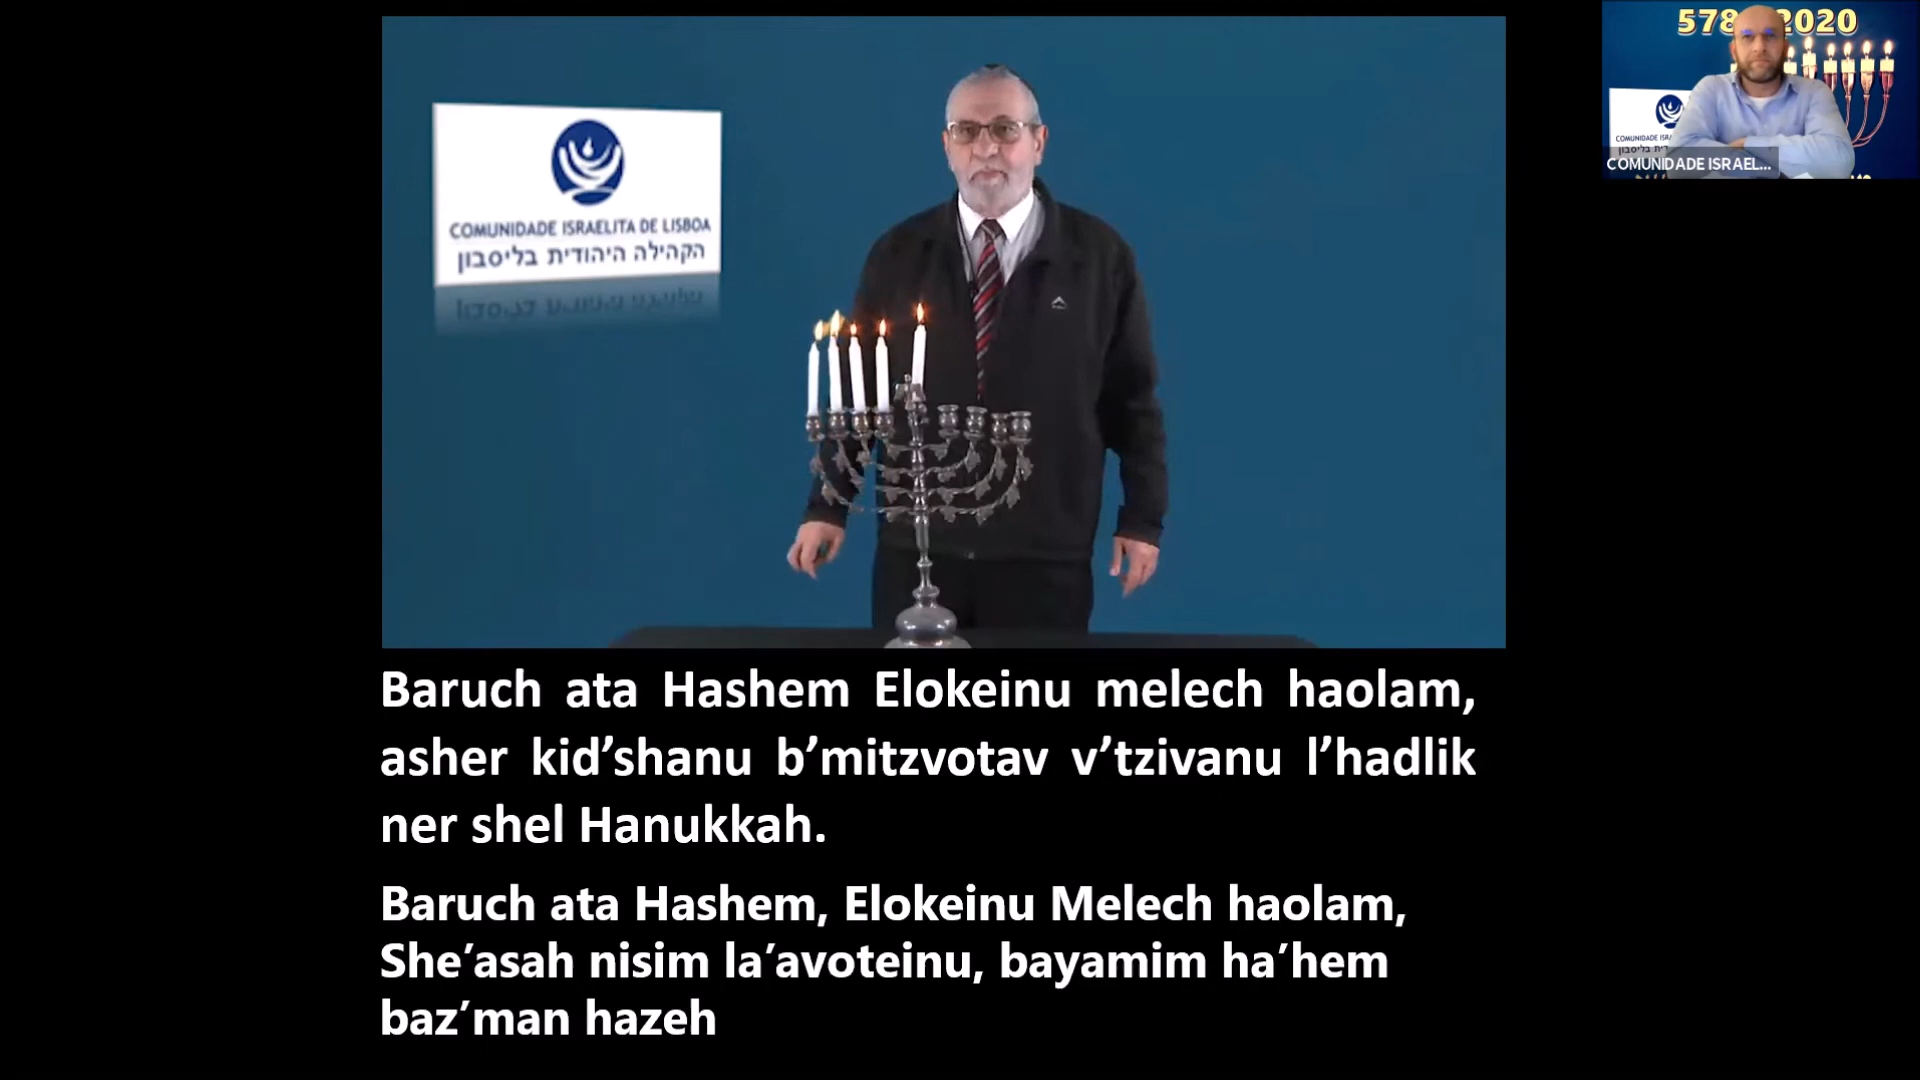 COMUNIDADE ISRAELITA DE LISBOA
הקהילה היהודית בליסבון
2020
COMUNIDADE ISRAEL...
Baruch ata Hashem Elokeinu melech haolam,
asher kid’shanu b’mitzvotav v’tzivanu l’hadlik
ner shel Hanukkah.
Baruch ata Hashem, Elokeinu Melech haolam,
She’asah nisim la’avoteinu, bayamim ha’hem
baz’man hazeh